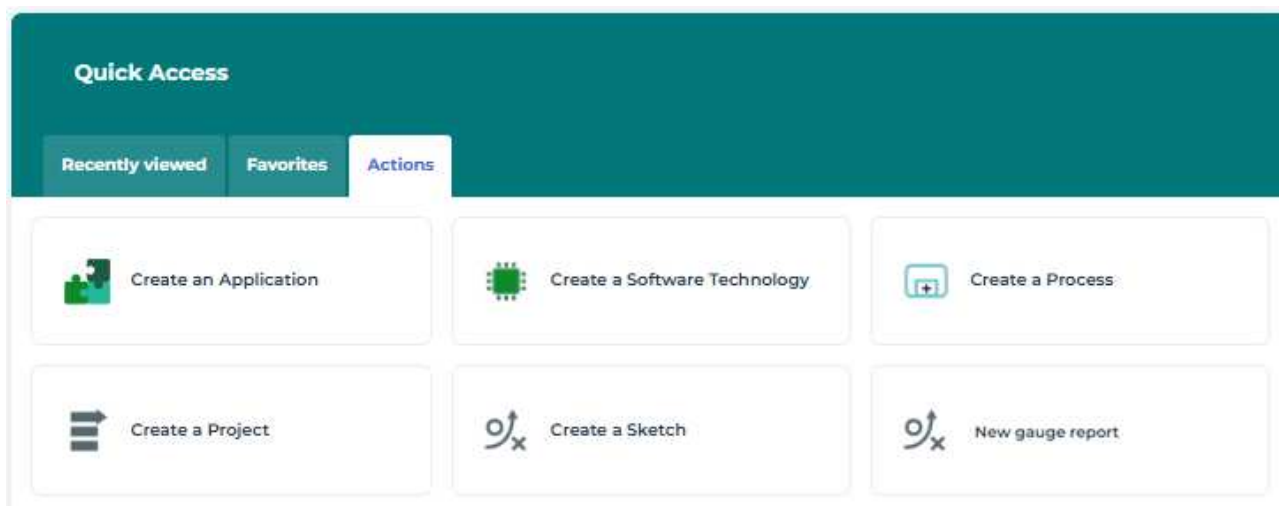 Quick Access
Recently viewed Favorites Actions
Create an Application Create a Software Technology Create a Process
Create a Project Create a Sketch New gauge report